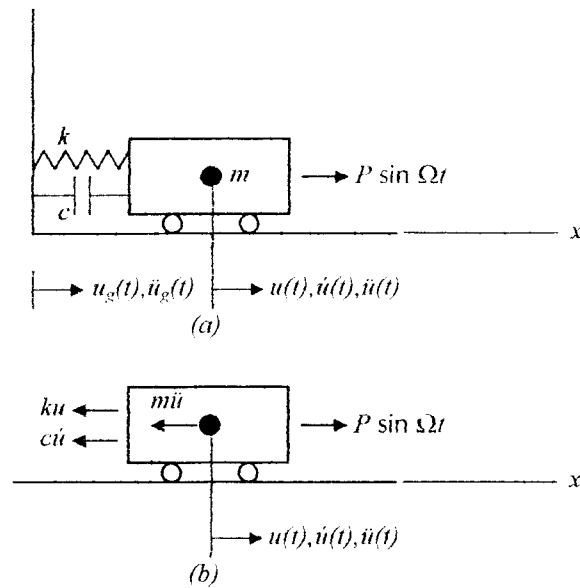 k
m
P sin Ωt
c
x
u_g(t), ü_g(t)
u(t), u̇(t), ü(t)
(a)
ku
mü
P sin Ωt
cu̇
x
u(t), u̇(t), ü(t)
(b)